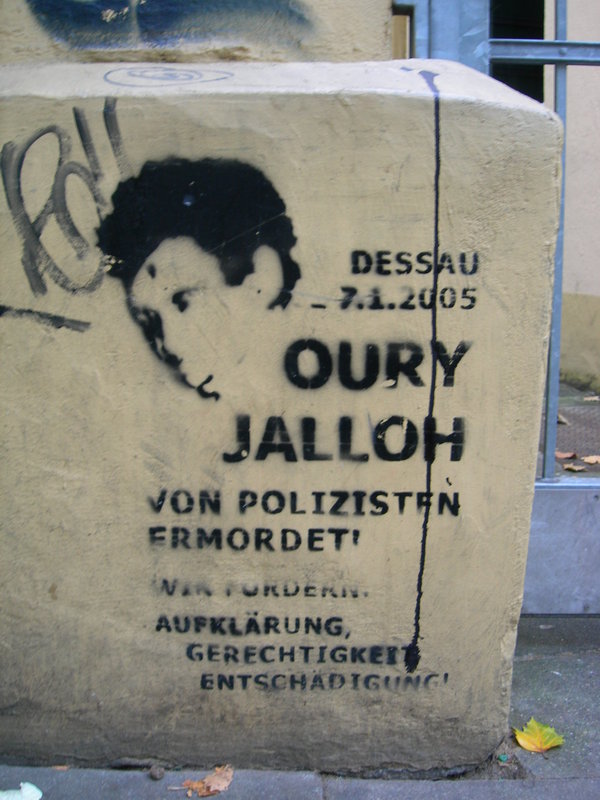 DESSAU
7.1.2005
OURY
JALLOH
VON POLIZISTEN
ERMORDET!
WIR FORDERN:
AUFKLÄRUNG,
GERECHTIGKEIT
ENTSCHÄDIGUNG!